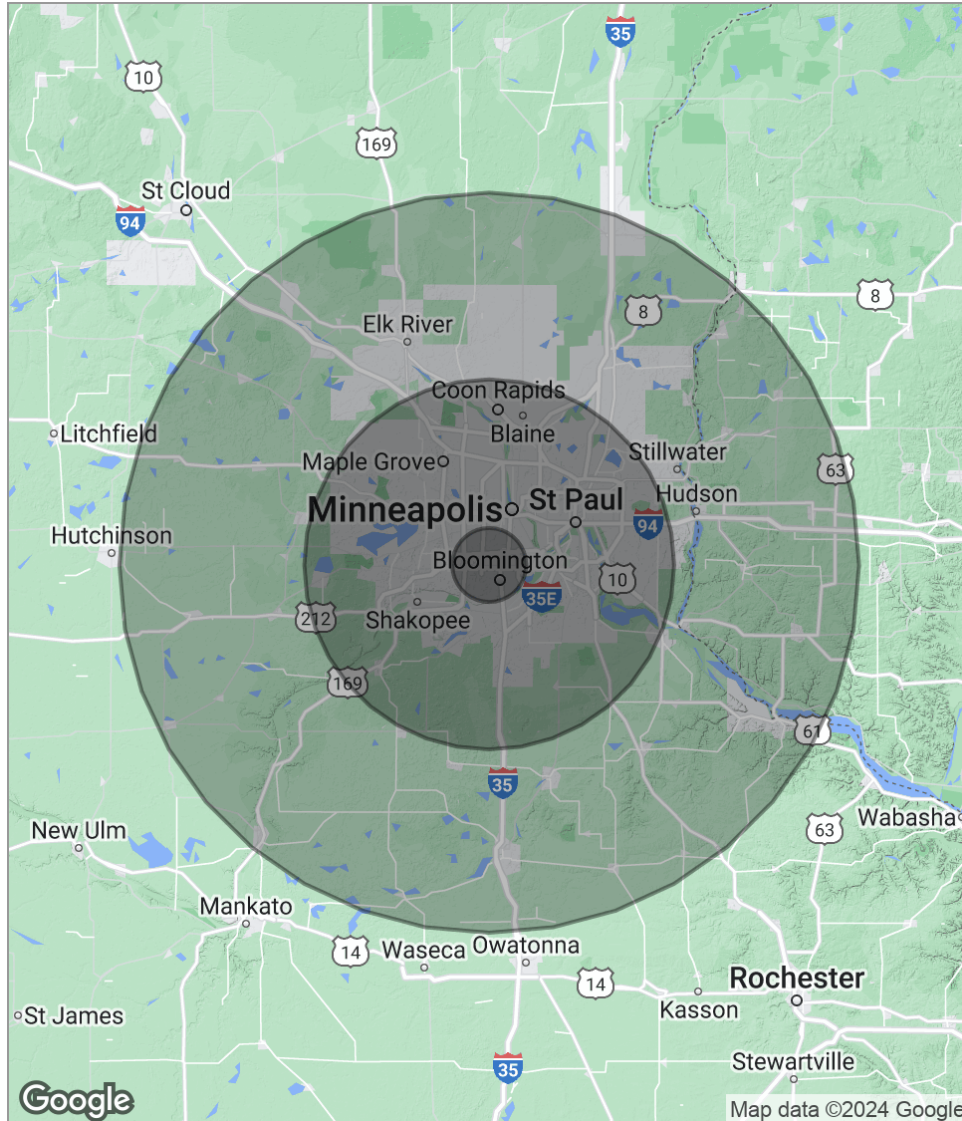 35
10
169
St Cloud
94
8
8
Elk River
Coon Rapids
Blaine
Litchfield
Maple Grove
Stillwater
63
Minneapolis
St Paul
Hudson
94
Hutchinson
Bloomington
10
35E
212
Shakopee
169
61
35
New Ulm
63
Wabasha
Mankato
14
Waseca
Owatonna
14
Rochester
Kasson
St James
35
Stewartville
Google
Map data ©2024 Google